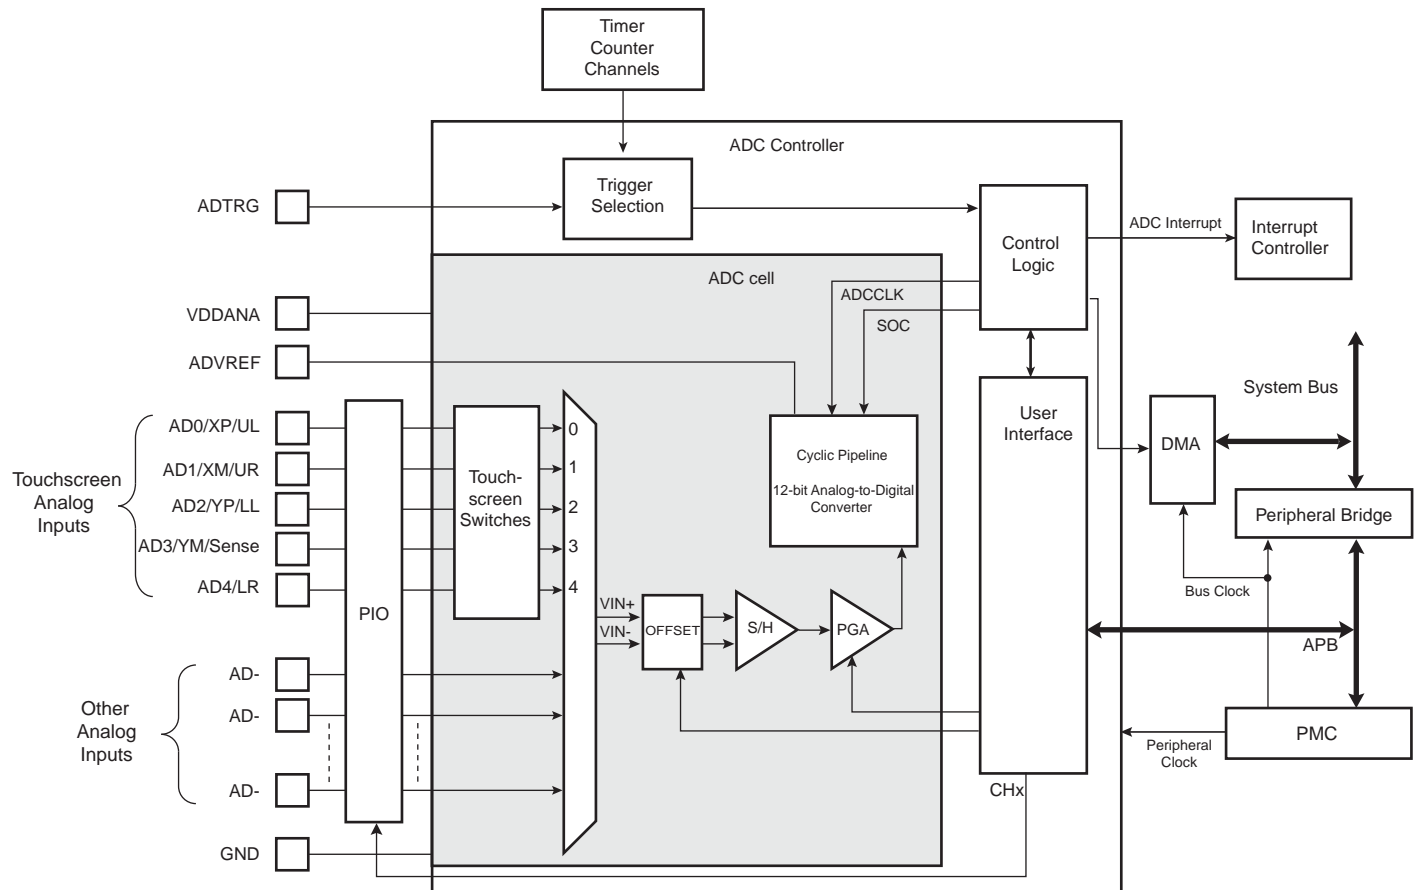 Timer
Counter
Channels
ADC Controller
ADTRG
Trigger
Selection
Control
Logic
ADC Interrupt
Interrupt
Controller
ADC cell
VDDANA
ADCCLK
SOC
ADVREF
System Bus
AD0/XP/UL
AD1/XM/UR
AD2/YP/LL
AD3/YM/Sense
AD4/LR
Touchscreen
Analog
Inputs
PIO
Touch-
screen
Switches
0
1
2
3
4
Cyclic Pipeline
12-bit Analog-to-Digital
Converter
User
Interface
DMA
Peripheral Bridge
Bus Clock
VIN+
VIN-
OFFSET
S/H
PGA
APB
AD-
AD-
AD-
Other
Analog
Inputs
Peripheral
Clock
PMC
CHx
GND